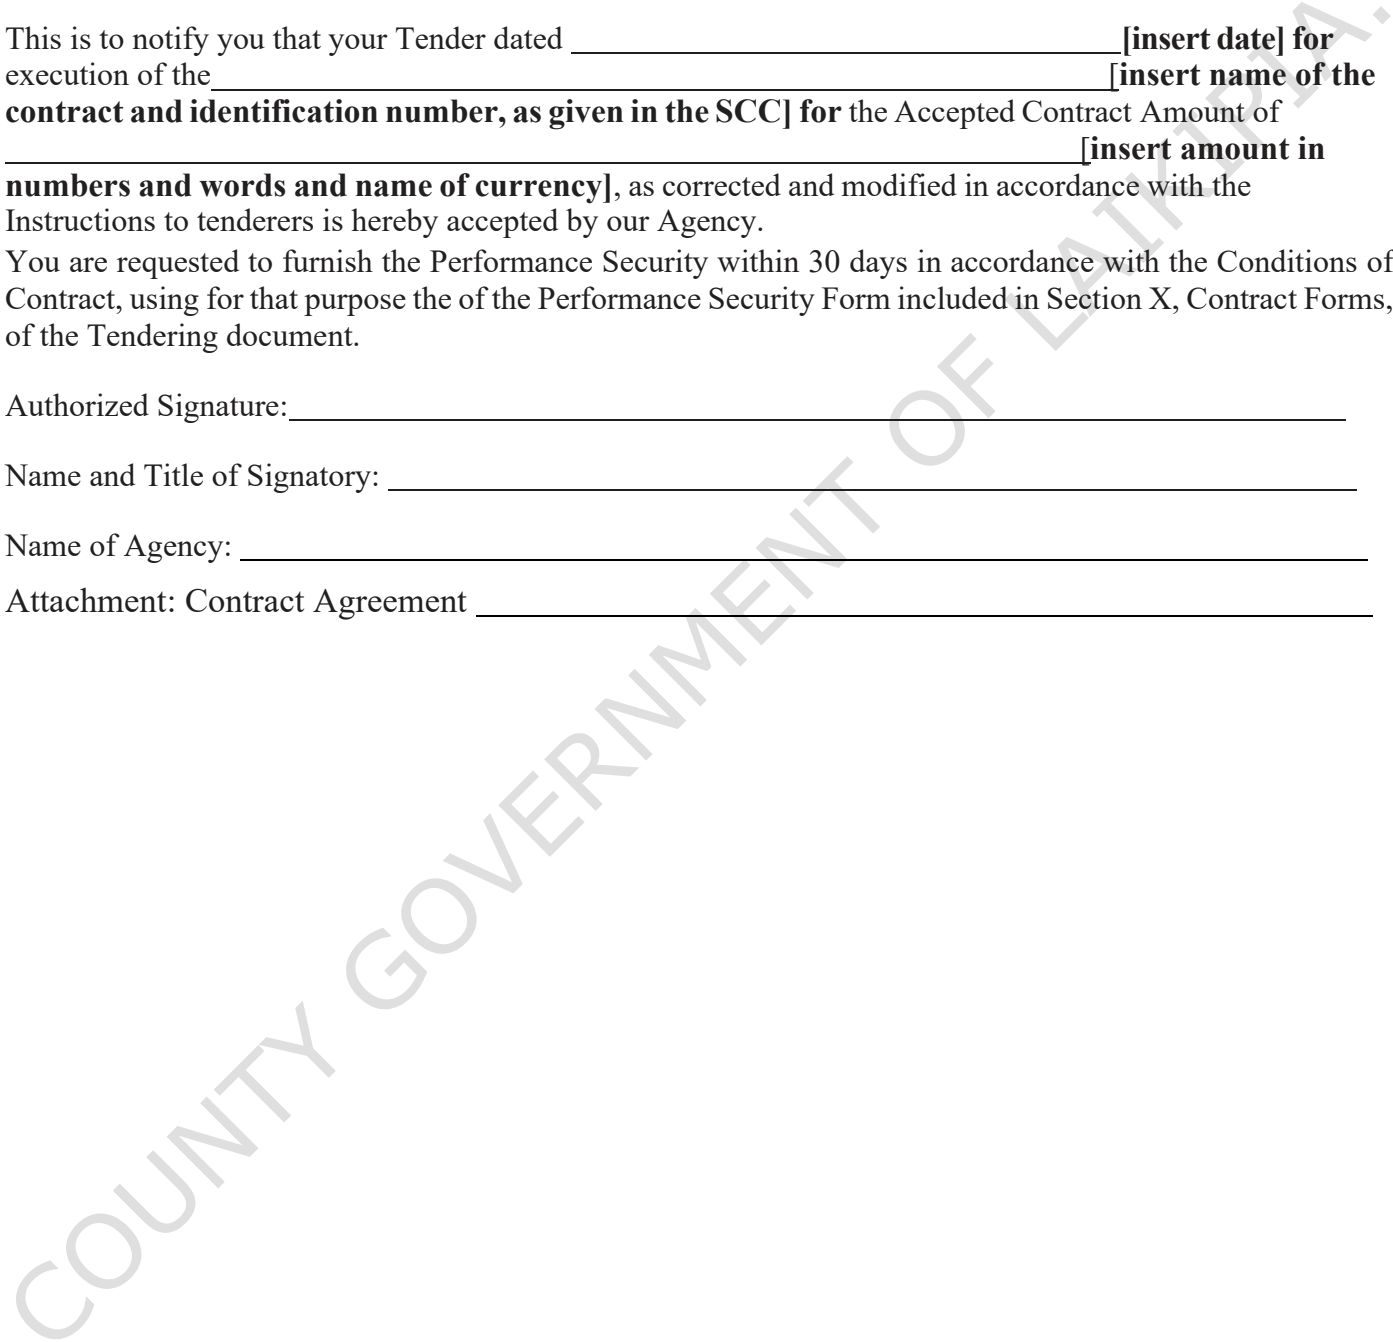 This is to notify you that your Tender dated [insert date] for
execution of the [insert name of the
contract and identification number, as given in the SCC] for the Accepted Contract Amount of
[insert amount in
numbers and words and name of currency], as corrected and modified in accordance with the
Instructions to tenderers is hereby accepted by our Agency.
You are requested to furnish the Performance Security within 30 days in accordance with the Conditions of
Contract, using for that purpose the of the Performance Security Form included in Section X, Contract Forms,
of the Tendering document.
Authorized Signature:
Name and Title of Signatory:
Name of Agency:
Attachment: Contract Agreement
COUNTY GOVERNMENT OF LAIKIPIA.